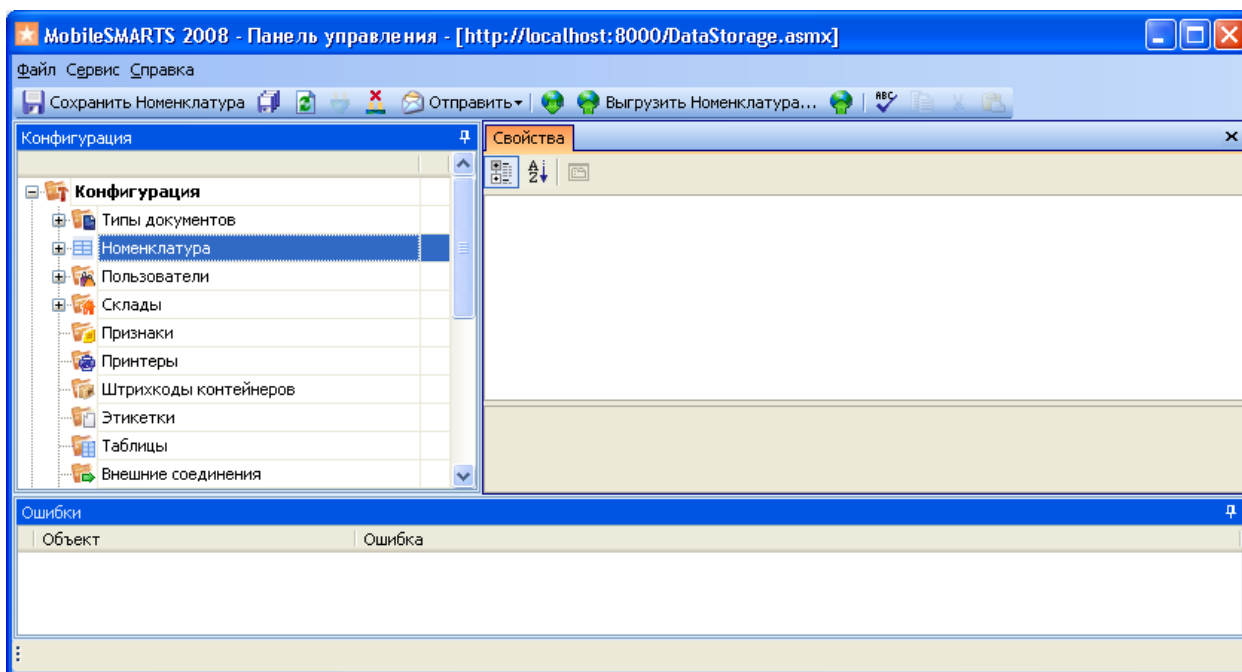 MobileSMARTS 2008 - Панель управления - [http://localhost:8000/DataStorage.asmx]
Файл Сервис Справка
Сохранить Номенклатура Отправить Выгрузить Номенклатура... ABC
Конфигурация
Свойства
Конфигурация
Типы документов
Номенклатура
Пользователи
Склады
Признаки
Принтеры
Штрихкоды контейнеров
Этикетки
Таблицы
Внешние соединения
Ошибки
Объект Ошибка